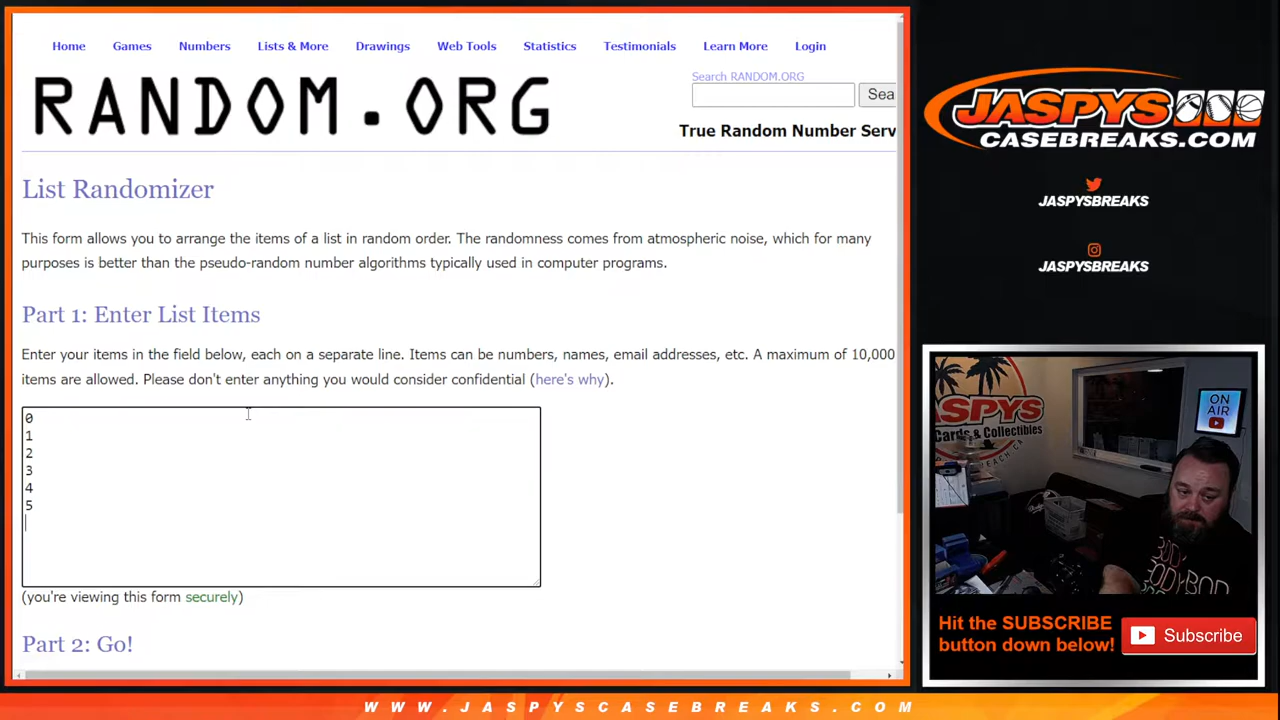 Home Games Numbers Lists & More Drawings Web Tools Statistics Testimonials Learn More Login
RANDOM.ORG
Search RANDOM.ORG
Sea
True Random Number Serv
List Randomizer
This form allows you to arrange the items of a list in random order. The randomness comes from atmospheric noise, which for many
purposes is better than the pseudo-random number algorithms typically used in computer programs.
Part 1: Enter List Items
Enter your items in the field below, each on a separate line. Items can be numbers, names, email addresses, etc. A maximum of 10,000
items are allowed. Please don't enter anything you would consider confidential (here's why).
0
1
2
3
4
5
(you're viewing this form securely)
Part 2: Go!
JASPYS
CASEBREAKS.COM
JASPYSBREAKS
JASPYSBREAKS
ON
AIR
JASPYS
Cards & Collectibles
BODY
Hit the SUBSCRIBE
button down below!
Subscribe
WWW.JASPYSCASEBREAKS.COM